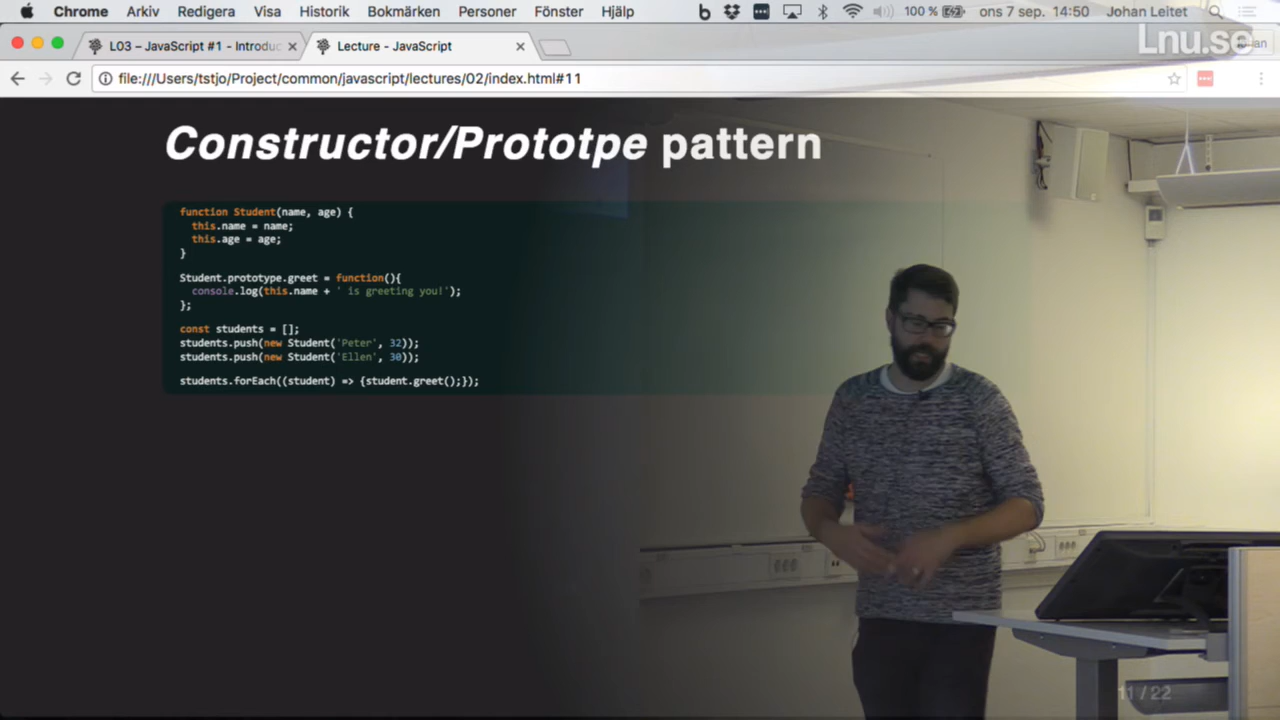 Chrome Arkiv Redigera Visa Historik Bokmärken Personer Fönster Hjälp 100 % ons 7 sep. 14:50 Johan Leitet
L03 – JavaScript #1 - Introduc Lecture - JavaScript
Lnu.se
file:///Users/tstjo/Project/common/javascript/lectures/02/index.html#11
Constructor/Prototpe pattern
function Student(name, age) {
this.name = name;
this.age = age;
}
Student.prototype.greet = function(){
console.log(this.name + ' is greeting you!');
};
const students = [];
students.push(new Student('Peter', 32));
students.push(new Student('Ellen', 30));
students.forEach((student) => {student.greet();});
11 / 22